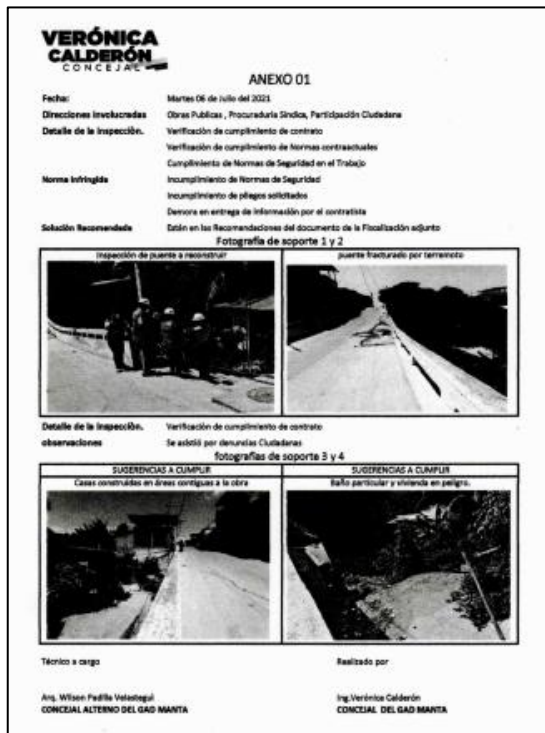 VERÓNICA
CALDERÓN
CONCEJAL
ANEXO 01
Fecha: Martes 06 de Julio del 2021
Direcciones involucradas Obras Publicas , Procuraduria Sindica, Participación Ciudadana
Detalle de la inspección. Verificación de cumplimiento de contrato
Verificación de cumplimiento de Normas contraactuales
Cumplimiento de Normas de Seguridad en el Trabajo
Norma Infringida Incumplimiento de Normas de Seguridad
Incumplimiento de pliegos solicitados
Demora en entrega de información por el contratista
Solución Recomendada Están en las Recomendaciones del documento de la Fiscalización adjunto
Fotografía de soporte 1 y 2
Inspección de puente a reconstruir puente fracturado por terremoto
Detalle de la inspección. Verificación de cumplimiento de contrato
observaciones Se asistió por denuncias Ciudadanas
fotografías de soporte 3 y 4
SUGERENCIAS A CUMPLIR SUGERENCIAS A CUMPLIR
Casas construidas en áreas contiguas a la obra Baño particular y vivienda en peligro.
Técnico a cargo Realizado por
Arq. Wilson Padilla Velastegui Ing.Verónica Calderón
CONCEJAL ALTERNO DEL GAD MANTA CONCEJAL DEL GAD MANTA